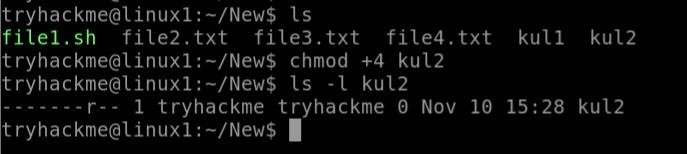 tryhackme@linux1:~/New$ ls
file1.sh  file2.txt  file3.txt  file4.txt  kul1  kul2
tryhackme@linux1:~/New$ chmod +4 kul2
tryhackme@linux1:~/New$ ls -l kul2
-------r-- 1 tryhackme tryhackme 0 Nov 10 15:28 kul2
tryhackme@linux1:~/New$